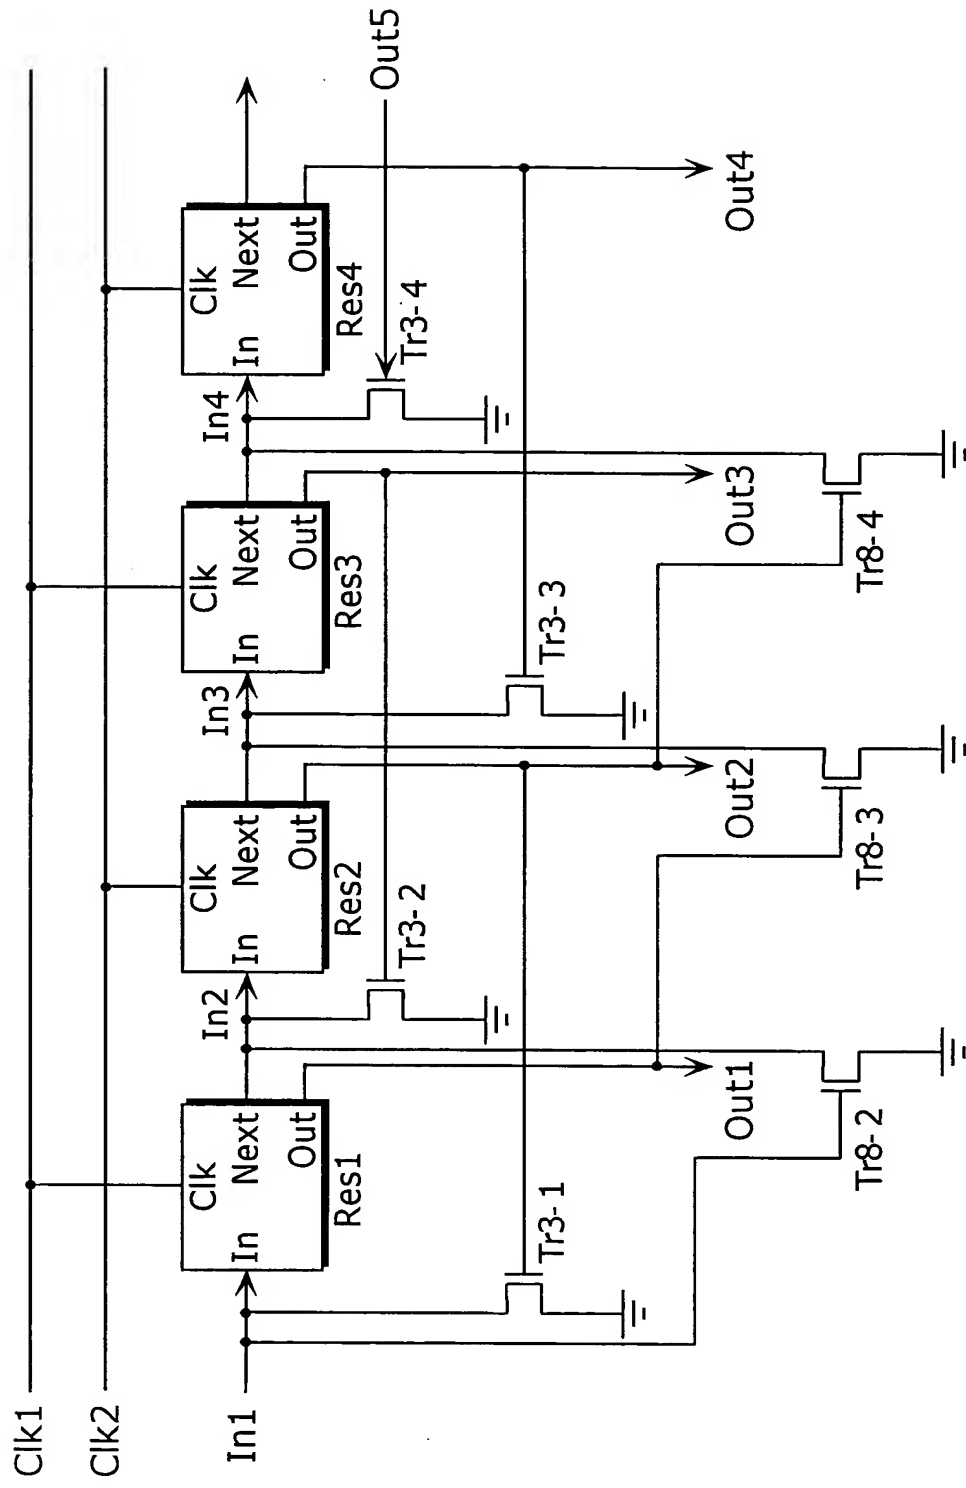 Clk1
Clk2
In1
Clk
In
Next
Out
Res1
In2
Clk
In
Next
Out
Res2
In3
Clk
In
Next
Out
Res3
In4
Clk
In
Next
Out
Res4
Tr3-1
Tr3-2
Tr3-3
Tr3-4
Out5
Out1
Out2
Out3
Out4
Tr8-2
Tr8-3
Tr8-4